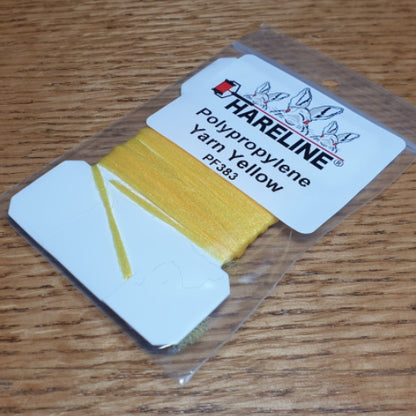 HARELINE®
Polypropylene
Yarn Yellow
PF383